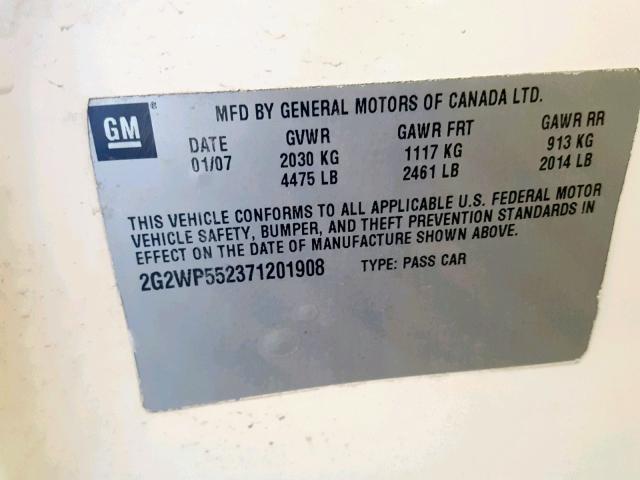 MFD BY GENERAL MOTORS OF CANADA LTD.
GM®
DATE GVWR GAWR FRT GAWR RR
01/07 2030 KG 1117 KG 913 KG
4475 LB 2461 LB 2014 LB
THIS VEHICLE CONFORMS TO ALL APPLICABLE U.S. FEDERAL MOTOR
VEHICLE SAFETY, BUMPER, AND THEFT PREVENTION STANDARDS IN
EFFECT ON THE DATE OF MANUFACTURE SHOWN ABOVE.
2G2WP552371201908 TYPE: PASS CAR